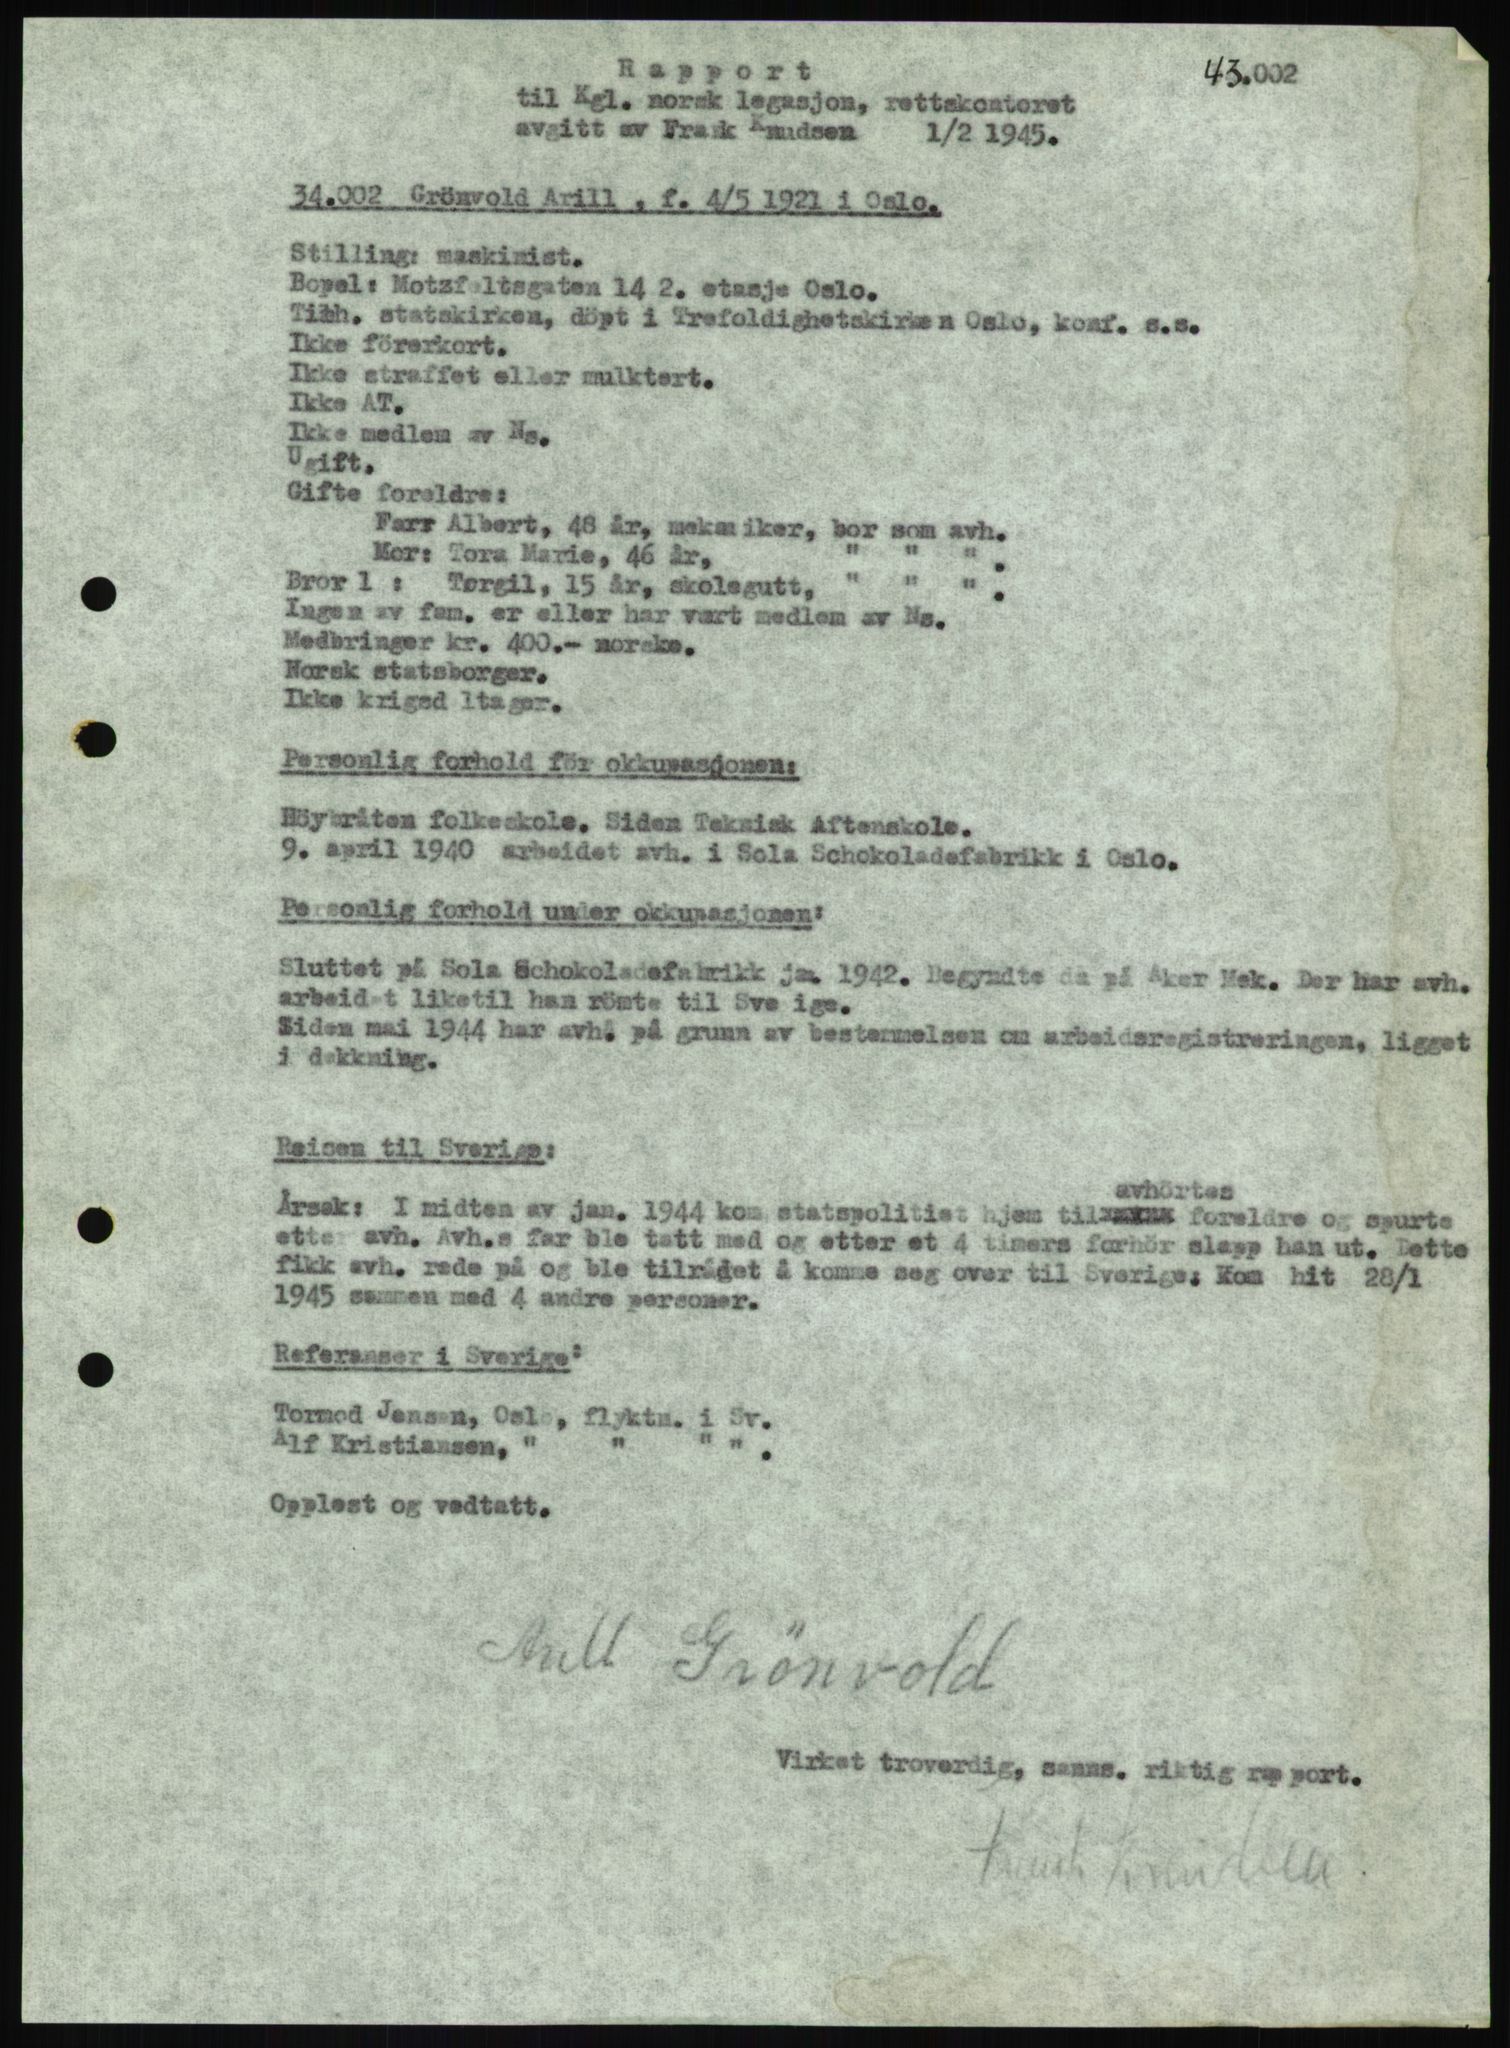 Rapport
43.002
til Kgl. norsk legasjon, rettskontoret
avgitt av Frank Knudsen 1/2 1945.
34.002 Grönvold Arill , f. 4/5 1921 i Oslo.
Stilling: maskinist.
Bopel: Motzfeltsgaten 14 2. etasje Oslo.
Tilh. statskirken, döpt i Trefoldighetskirken Oslo, konf. s.s.
Ikke förerkort.
Ikke straffet eller mulktert.
Ikke AT.
Ikke medlem av Ns.
Ugift.
Gifte foreldre:
Far: Albert, 48 år, mekaniker, bor som avh.
Mor: Tora Marie, 46 år, " " " .
Bror 1 : Tørgil, 15 år, skolegutt, " " " .
Ingen av fam. er eller har vært medlem av Ns.
Medbringer kr. 400.- norske.
Norsk statsborger.
Ikke krigsd ltager.
Personlig forhold för okkupasjonen:
Höybråten folkeskole. Siden Teknisk Aftenskole.
9. april 1940 arbeidet avh. i Sola Schokoladefabrikk i Oslo.
Personlig forhold under okkupasjonen:
Sluttet på Sola Schokoladefabrikk jan. 1942. Begyndte da på Aker Mek. Der har avh.
arbeidet liketil han römte til Sve ige.
Siden mai 1944 har avh. på grunn av bestemmelsen om arbeidsregistreringen, ligget
i dekkning.
Reisen til Sverige:
avhörtes
Årsak: I midten av jan. 1944 kom statspolitiet hjem til xxxxx foreldre og spurte
etter avh. Avh.s far ble tatt med og etter et 4 timers forhör slapp han ut. Dette
fikk avh. rede på og ble tilrådet å komme seg over til Sverige. Kom hit 28/1
1945 sammen med 4 andre personer.
Referanser i Sverige:
Tormod Jensen, Oslo, flyktn. i Sv.
Alf Kristiansen, " " " " .
Opplest og vedtatt.
Arill Grönvold
Virket troverdig, sanns. riktig rapport.
Frank Knudsen